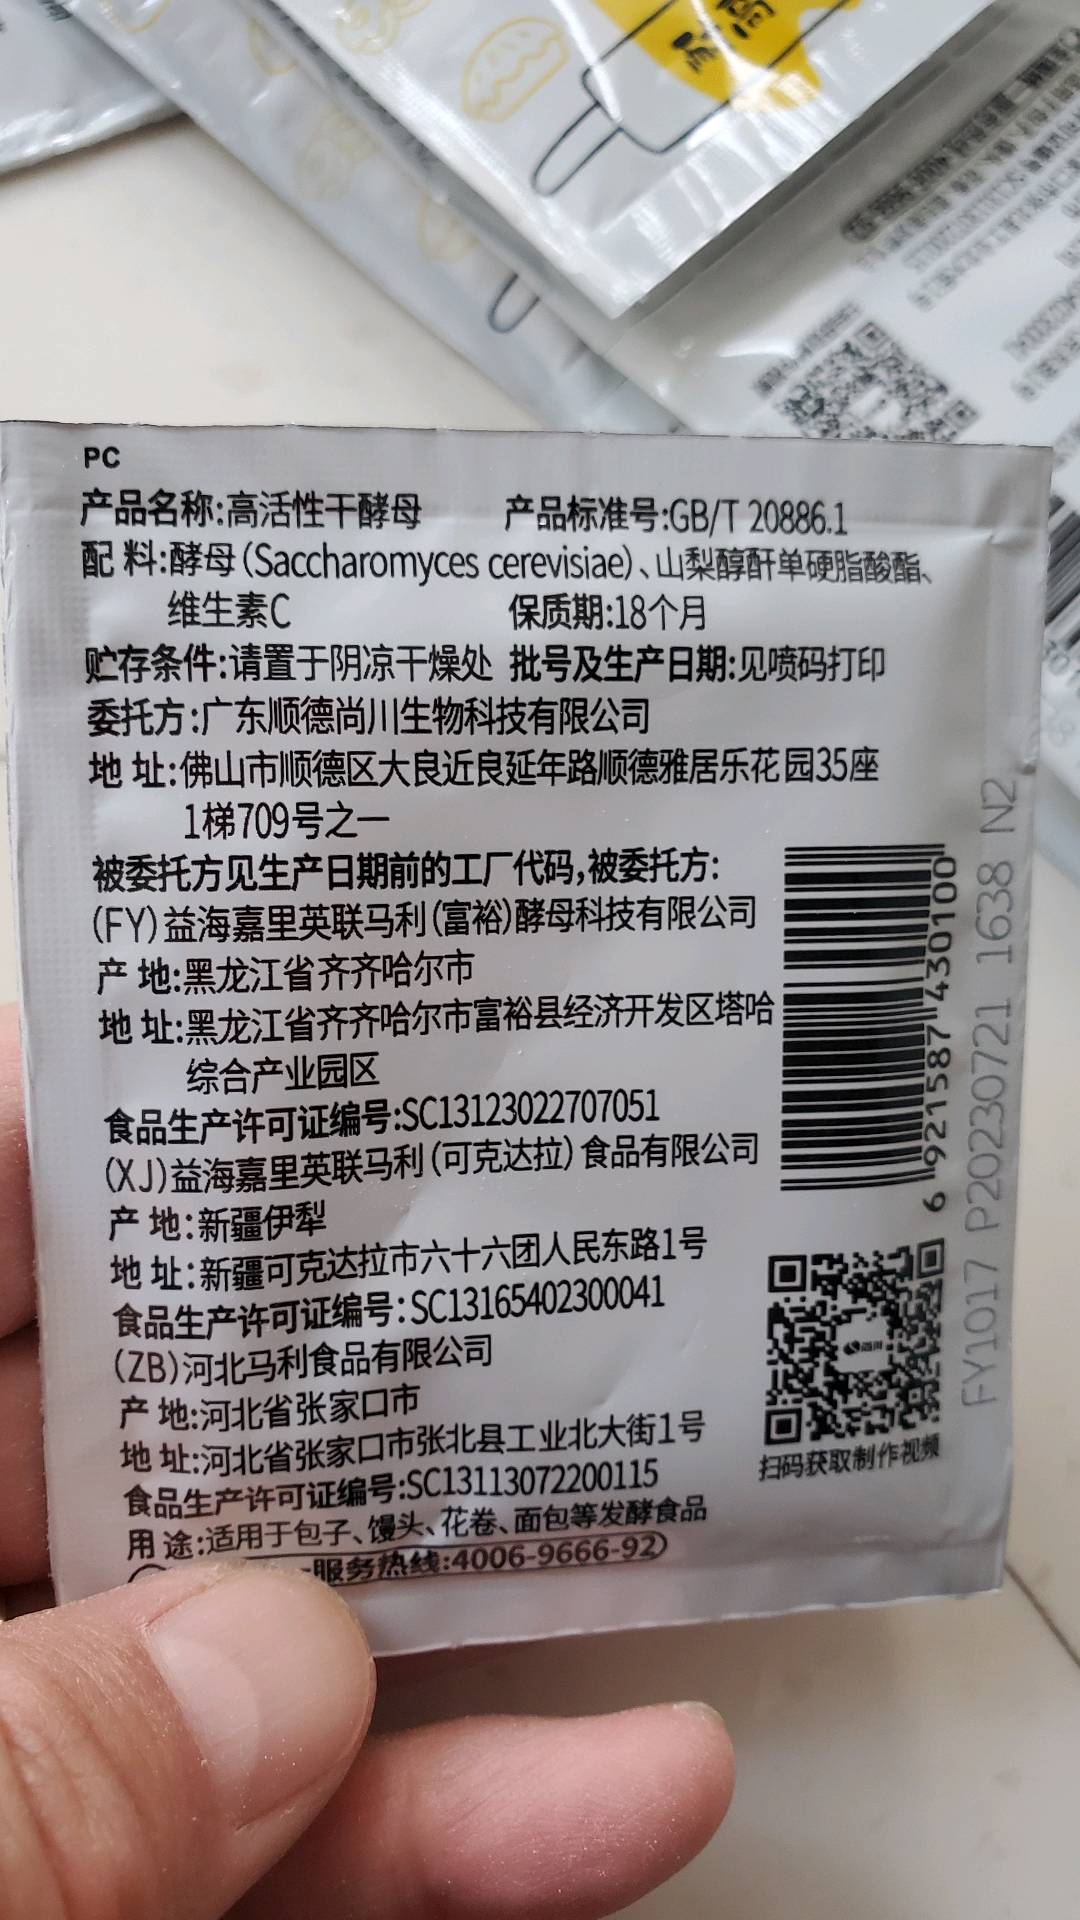 耐高
PC
产品名称:高活性干酵母 产品标准号:GB/T 20886.1
配 料:酵母(Saccharomyces cerevisiae)、山梨醇酐单硬脂酸酯、
维生素C 保质期:18个月
贮存条件:请置于阴凉干燥处 批号及生产日期:见喷码打印
委托方:广东顺德尚川生物科技有限公司
地 址:佛山市顺德区大良近良延年路顺德雅居乐花园35座
1梯709号之一
被委托方见生产日期前的工厂代码,被委托方:
(FY)益海嘉里英联马利(富裕)酵母科技有限公司
产 地:黑龙江省齐齐哈尔市
地 址:黑龙江省齐齐哈尔市富裕县经济开发区塔哈
综合产业园区
食品生产许可证编号:SC13123022707051
(XJ)益海嘉里英联马利(可克达拉)食品有限公司
产 地:新疆伊犁
地 址:新疆可克达拉市六十六团人民东路1号
食品生产许可证编号:SC13165402300041
(ZB)河北马利食品有限公司
产 地:河北省张家口市
地 址:河北省张家口市张北县工业北大街1号
食品生产许可证编号:SC13113072200115
用 途:适用于包子、馒头、花卷、面包等发酵食品
服务热线:4006-9666-92
6 921587 430100
扫码获取制作视频
FY1017 P20230721 1638 N2